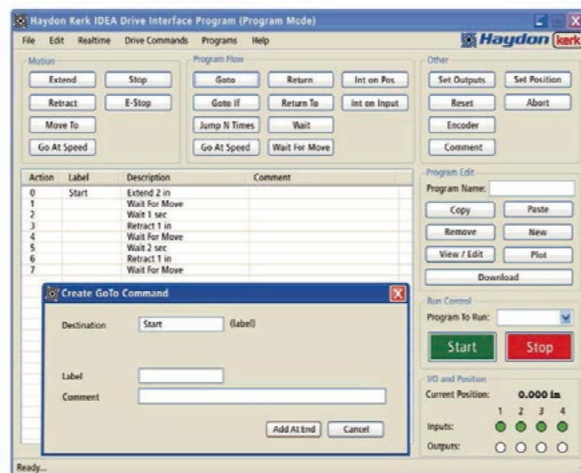 Haydon Kerk IDEA Drive Interface Program (Program Mode)
File Edit Realtime Drive Commands Programs Help
Haydon kerk
Motion
Extend Stop
Retract E-Stop
Move To
Go At Speed
Program Flow
Goto Return Int on Pos
Goto if Return To Int on Input
Jump N Times Wait
Go At Speed Wait For Move
Other
Set Outputs Set Position
Reset Abort
Encoder
Comment
Action Label Description Comment
0 Start Extend 2 in
1 Wait For Move
2 Wait 1 sec
3 Retract 1 in
4 Wait For Move
5 Wait 2 sec
6 Retract 1 in
7 Wait For Move
Program Edit
Program Name:
Copy Paste
Remove New
View / Edit Plot
Download
Run Control
Program To Run:
Start Stop
I/O and Position
Current Position: 0.000 in
1 2 3 4
Inputs:
Outputs:
Create GoTo Command
Destination Start (label)
Label
Comment
Add At End Cancel
Ready...